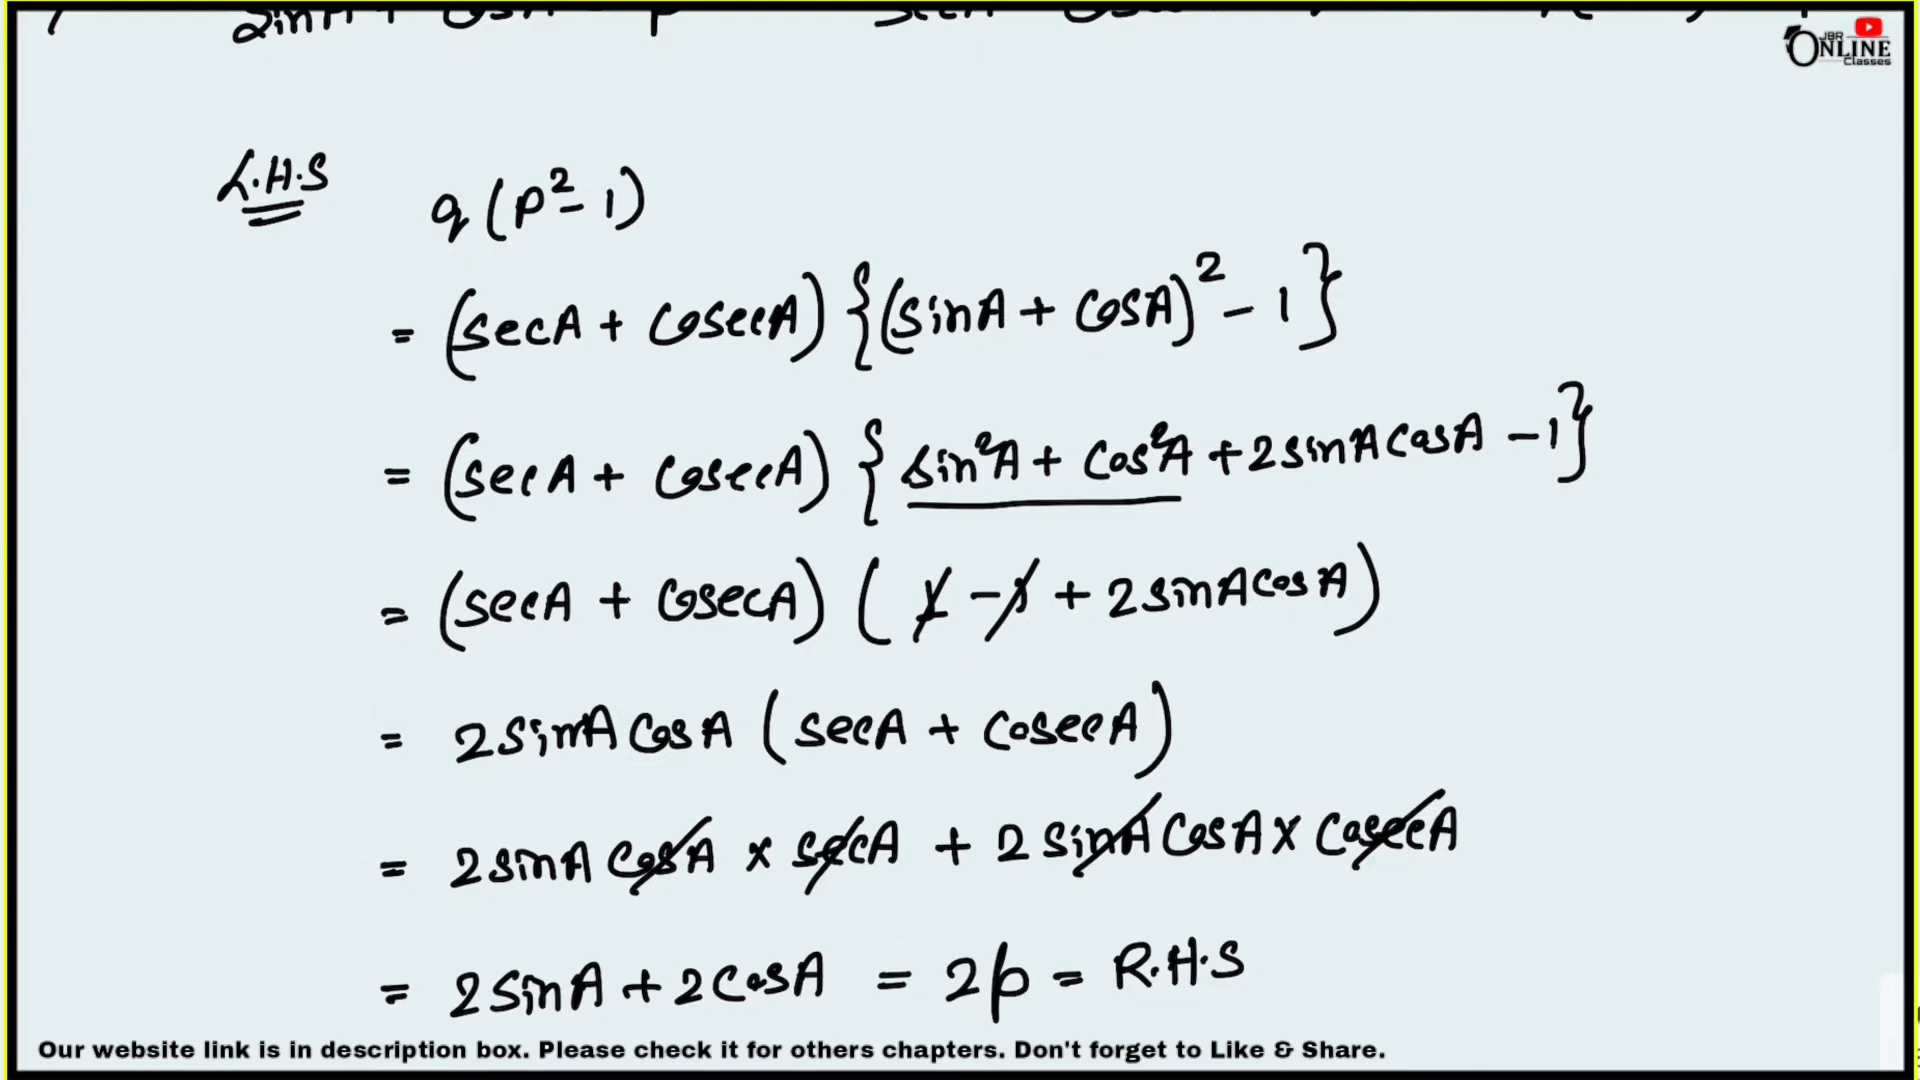 JBR
ONLINE
Classes
L.H.S
q(p²-1)
= (secA + cosecA) {(sinA + cosA)² - 1}
= (secA + cosecA) {sin²A + cos²A + 2sinAcosA - 1}
= (secA + cosecA) (1 - 1 + 2sinAcosA)
= 2sinAcosA (secA + cosecA)
= 2sinA cosA × secA + 2 sinA cosA × cosecA
= 2sinA + 2cosA = 2p = R.H.S
Our website link is in description box. Please check it for others chapters. Don't forget to Like & Share.